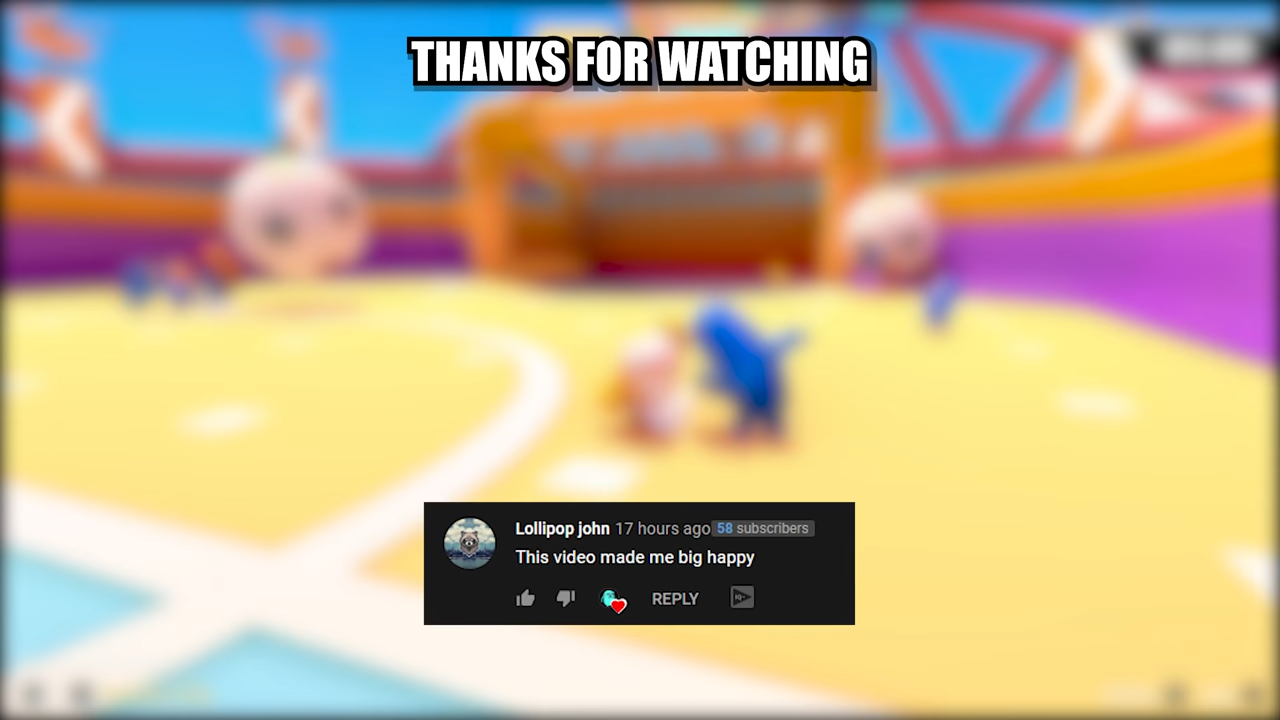 THANKS FOR WATCHING
Lollipop john 17 hours ago 58 subscribers
This video made me big happy
REPLY